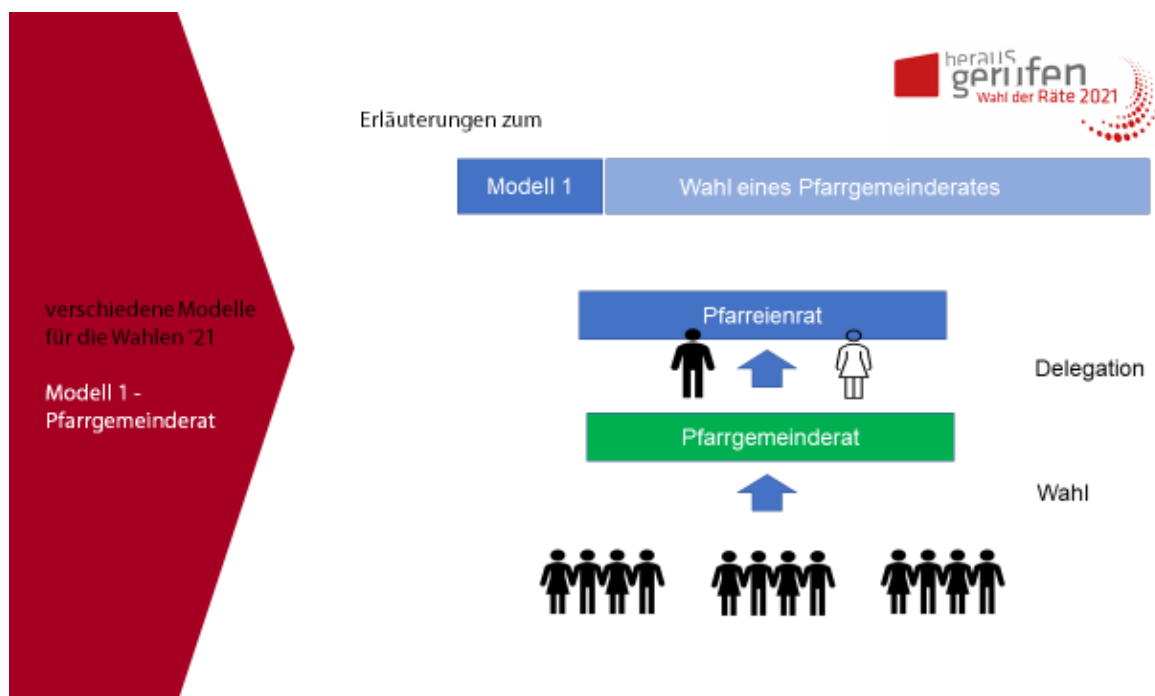 heraus
gerufen
Wahl der Räte 2021
Erläuterungen zum
Modell 1
Wahl eines Pfarrgemeinderates
verschiedene Modelle
für die Wahlen '21
Modell 1 -
Pfarrgemeinderat
Pfarreienrat
Delegation
Pfarrgemeinderat
Wahl